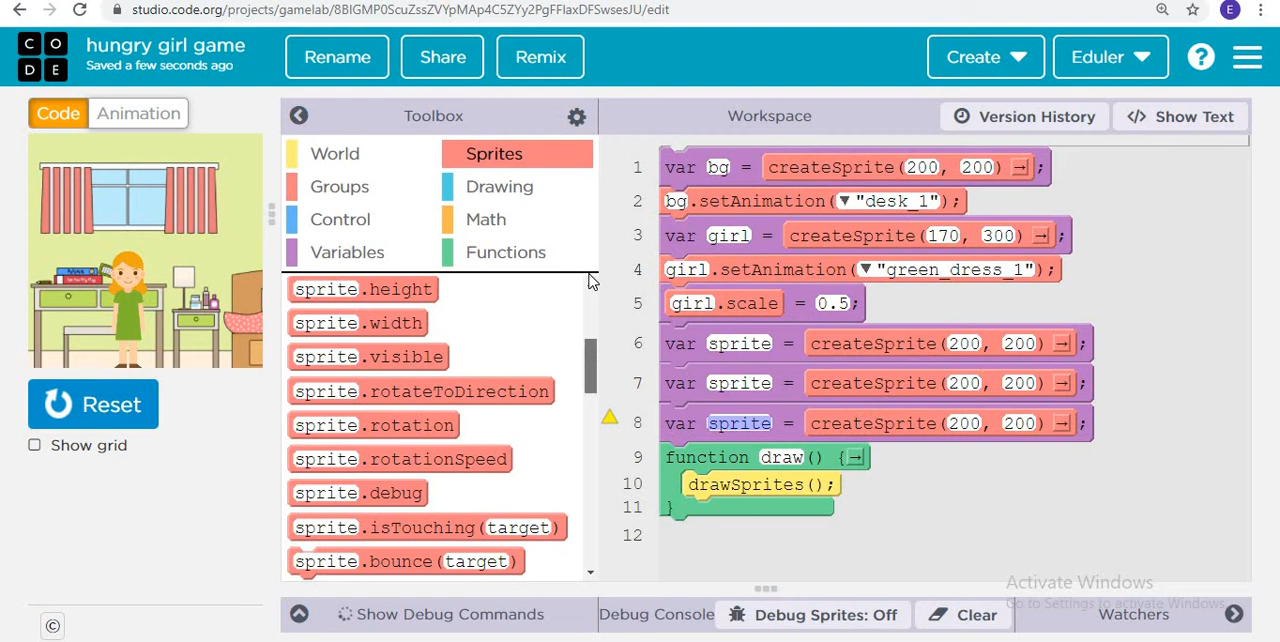 studio.code.org/projects/gamelab/8BIGMP0ScuZssZVYpMAp4C5ZYy2PgFFIaxDFSwsesJU/edit
E
CODE
hungry girl game
Saved a few seconds ago
Rename
Share
Remix
Create
Eduler
?
Code
Animation
Toolbox
Workspace
Version History
</> Show Text
World
Sprites
Groups
Drawing
Control
Math
Variables
Functions
sprite.height
sprite.width
sprite.visible
sprite.rotateToDirection
sprite.rotation
sprite.rotationSpeed
sprite.debug
sprite.isTouching(target)
sprite.bounce(target)
1 var bg = createSprite(200, 200);
2 bg.setAnimation("desk_1");
3 var girl = createSprite(170, 300);
4 girl.setAnimation("green_dress_1");
5 girl.scale = 0.5;
6 var sprite = createSprite(200, 200);
7 var sprite = createSprite(200, 200);
8 var sprite = createSprite(200, 200);
9 function draw() {
10 drawSprites();
11 }
12
Reset
Show grid
©
Show Debug Commands
Debug Console
Debug Sprites: Off
Clear
Watchers
Activate Windows
Go to Settings to activate Windows.